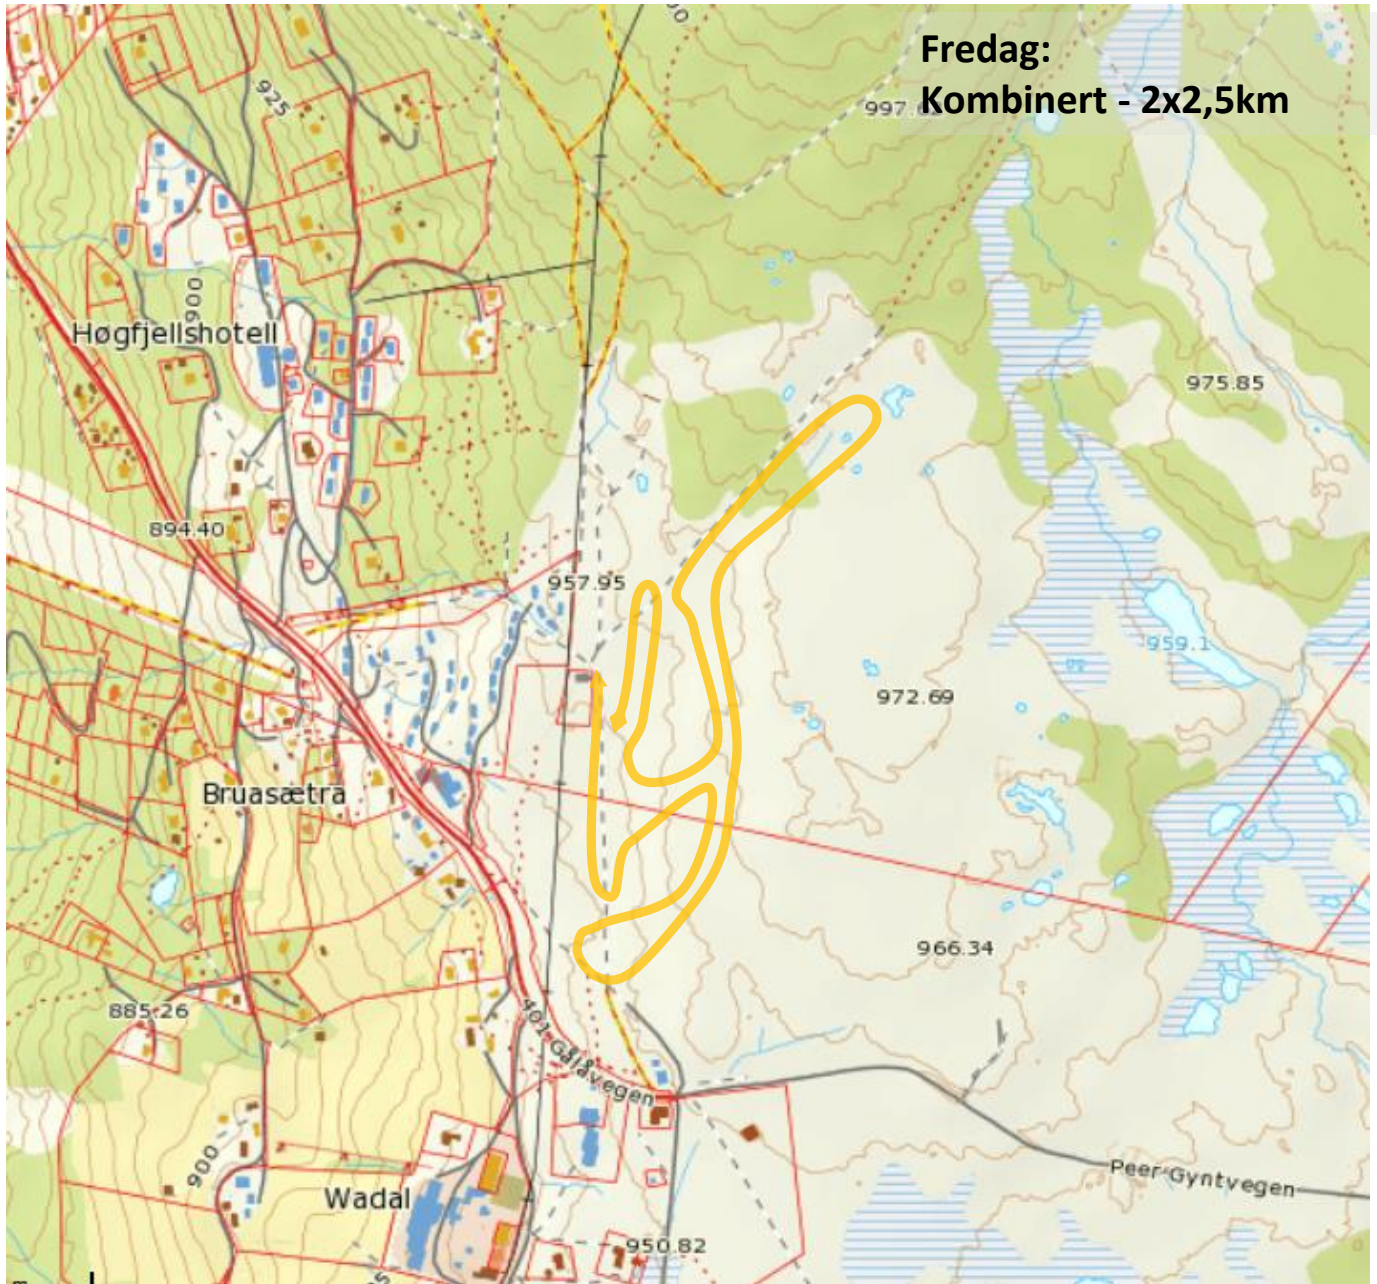 Fredag:
Kombinert - 2x2,5km
925
900
Høgfjellshotell
975.85
894.40
957.95
959.1
972.69
Bruasætra
966.34
885.26
401 Gålåvegen
Peer Gyntvegen
900
Wadal
950.82